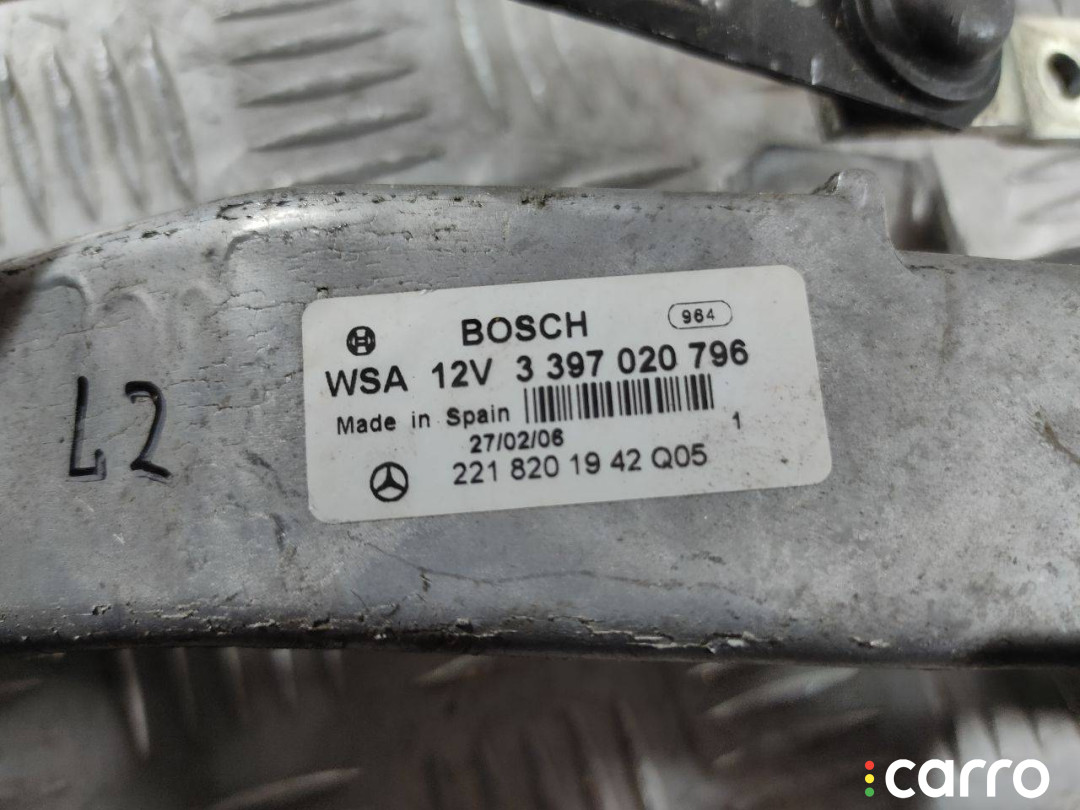 BOSCH 964
WSA 12V 3 397 020 796
Made in Spain
27/02/06 1
221 820 19 42 Q05
L2
carro